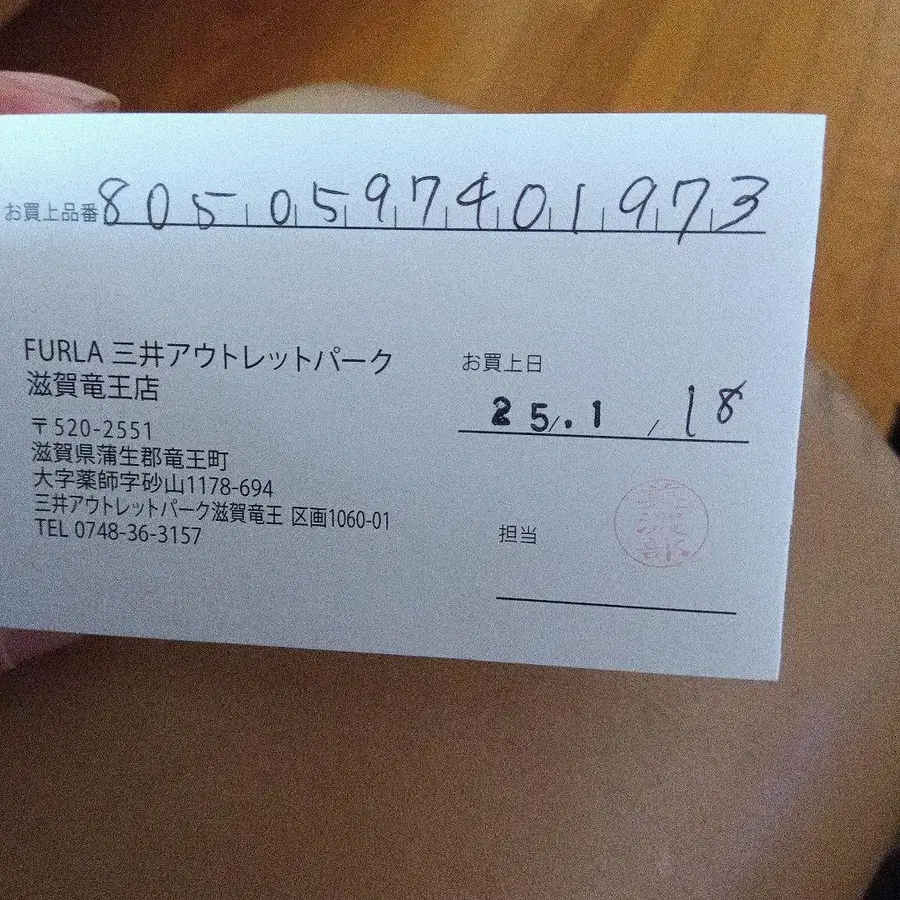 お買上品番 8050597401973
FURLA 三井アウトレットパーク
滋賀竜王店
〒520-2551
滋賀県蒲生郡竜王町
大字薬師字砂山1178-694
三井アウトレットパーク滋賀竜王 区画1060-01
TEL 0748-36-3157
お買上日
25/.1 /18
担当